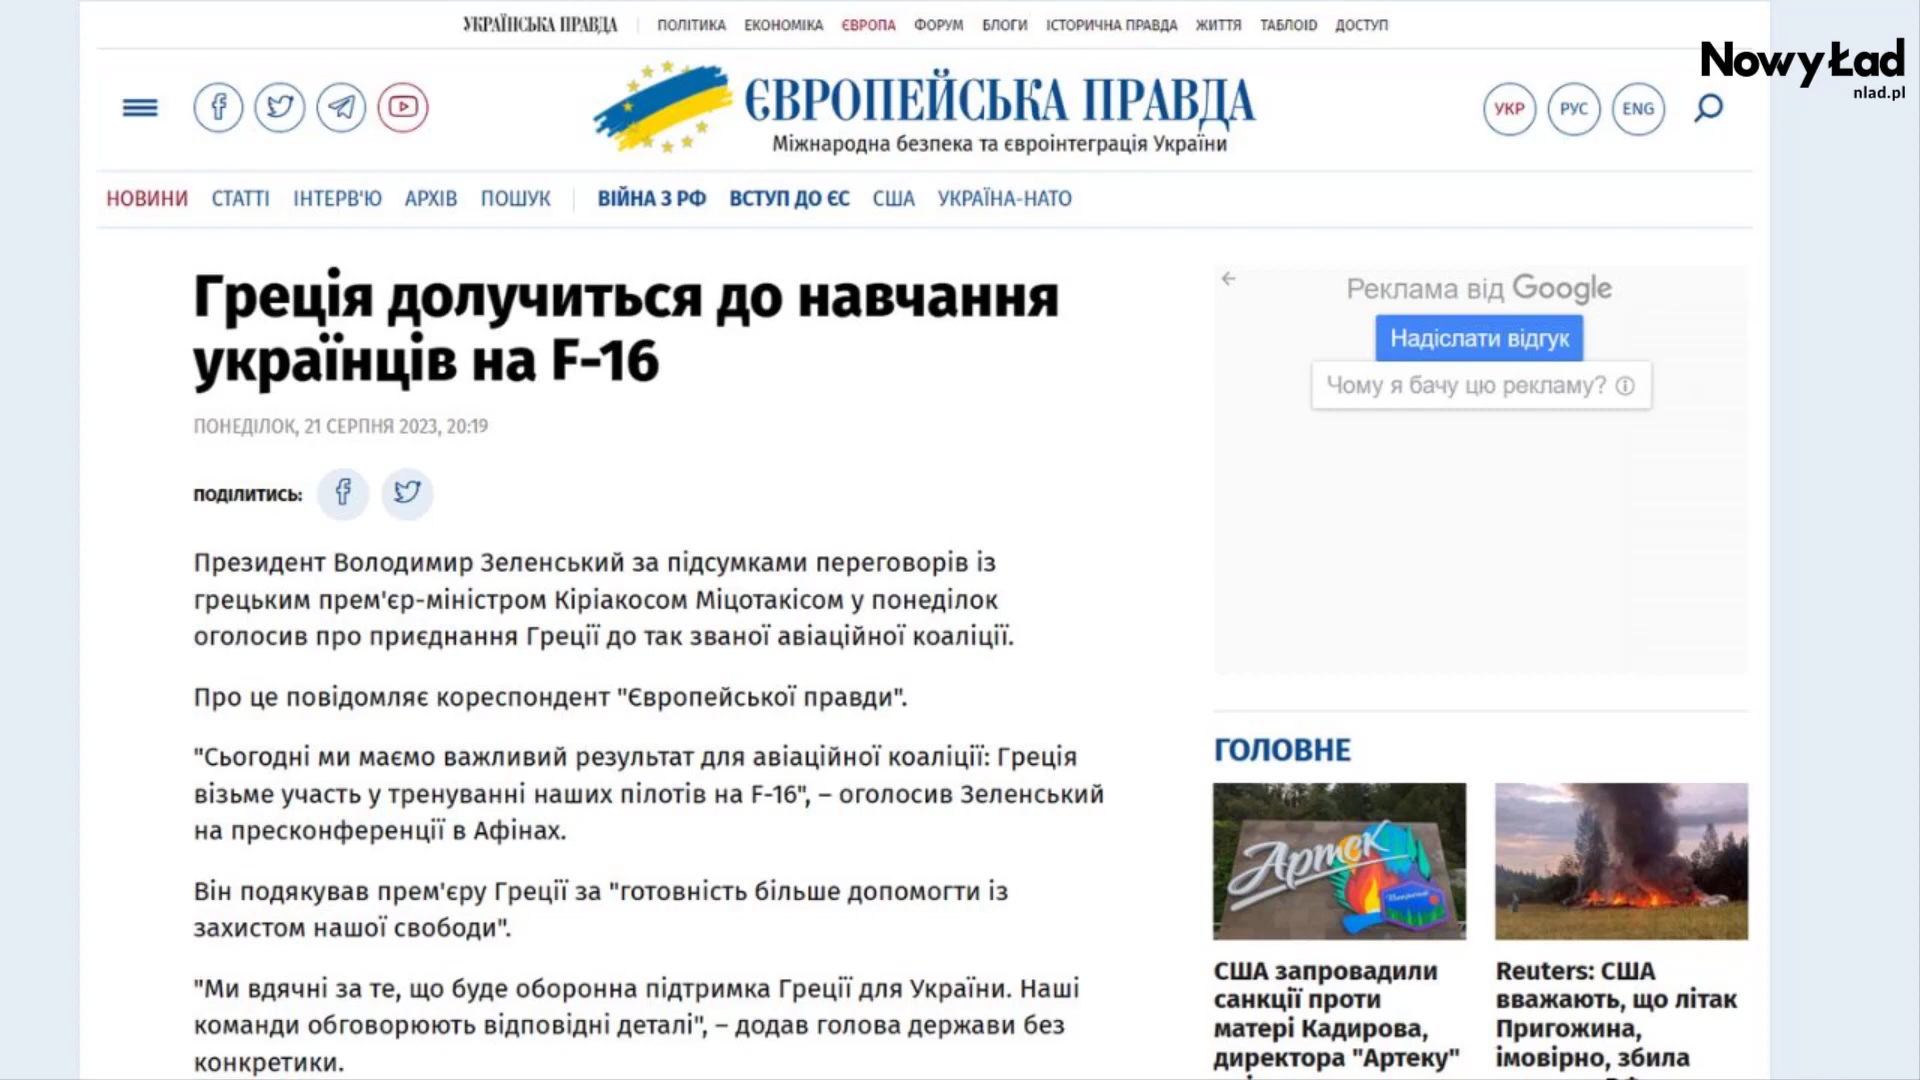 УКРАЇНСЬКА ПРАВДА ПОЛІТИКА ЕКОНОМІКА ЄВРОПА ФОРУМ БЛОГИ ІСТОРИЧНА ПРАВДА ЖИТТЯ ТАБЛОІD ДОСТУП
Nowy Ład
nlad.pl
ЄВРОПЕЙСЬКА ПРАВДА
Міжнародна безпека та євроінтеграція України
УКР РУС ENG
НОВИНИ СТАТТІ ІНТЕРВ'Ю АРХІВ ПОШУК ВІЙНА З РФ ВСТУП ДО ЄС США УКРАЇНА-НАТО
Греція долучиться до навчання
українців на F-16
ПОНЕДІЛОК, 21 СЕРПНЯ 2023, 20:19
ПОДІЛИТИСЬ:
Президент Володимир Зеленський за підсумками переговорів із
грецьким прем'єр-міністром Кіріакосом Міцотакісом у понеділок
оголосив про приєднання Греції до так званої авіаційної коаліції.
Про це повідомляє кореспондент "Європейської правди".
"Сьогодні ми маємо важливий результат для авіаційної коаліції: Греція
візьме участь у тренуванні наших пілотів на F-16", – оголосив Зеленський
на пресконференції в Афінах.
Він подякував прем'єру Греції за "готовність більше допомогти із
захистом нашої свободи".
"Ми вдячні за те, що буде оборонна підтримка Греції для України. Наші
команди обговорюють відповідні деталі", – додав голова держави без
конкретики.
Реклама від Google
Надіслати відгук
Чому я бачу цю рекламу?
ГОЛОВНЕ
Артек
США запровадили
санкції проти
матері Кадирова,
директора "Артеку"
Reuters: США
вважають, що літак
Пригожина,
імовірно, збила